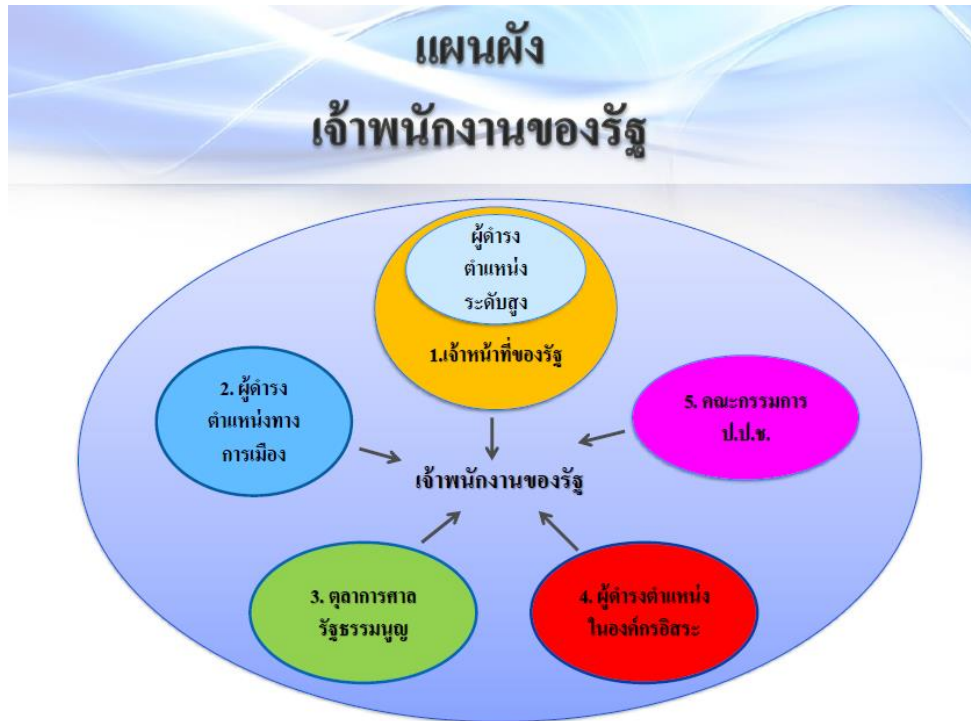 แผนผัง
เจ้าพนักงานของรัฐ
ผู้ดำรง
ตำแหน่ง
ระดับสูง
1.เจ้าหน้าที่ของรัฐ
2. ผู้ดำรง
ตำแหน่งทาง
การเมือง
5. คณะกรรมการ
ป.ป.ช.
เจ้าพนักงานของรัฐ
3. ตุลาการศาล
รัฐธรรมนูญ
4. ผู้ดำรงตำแหน่ง
ในองค์กรอิสระ